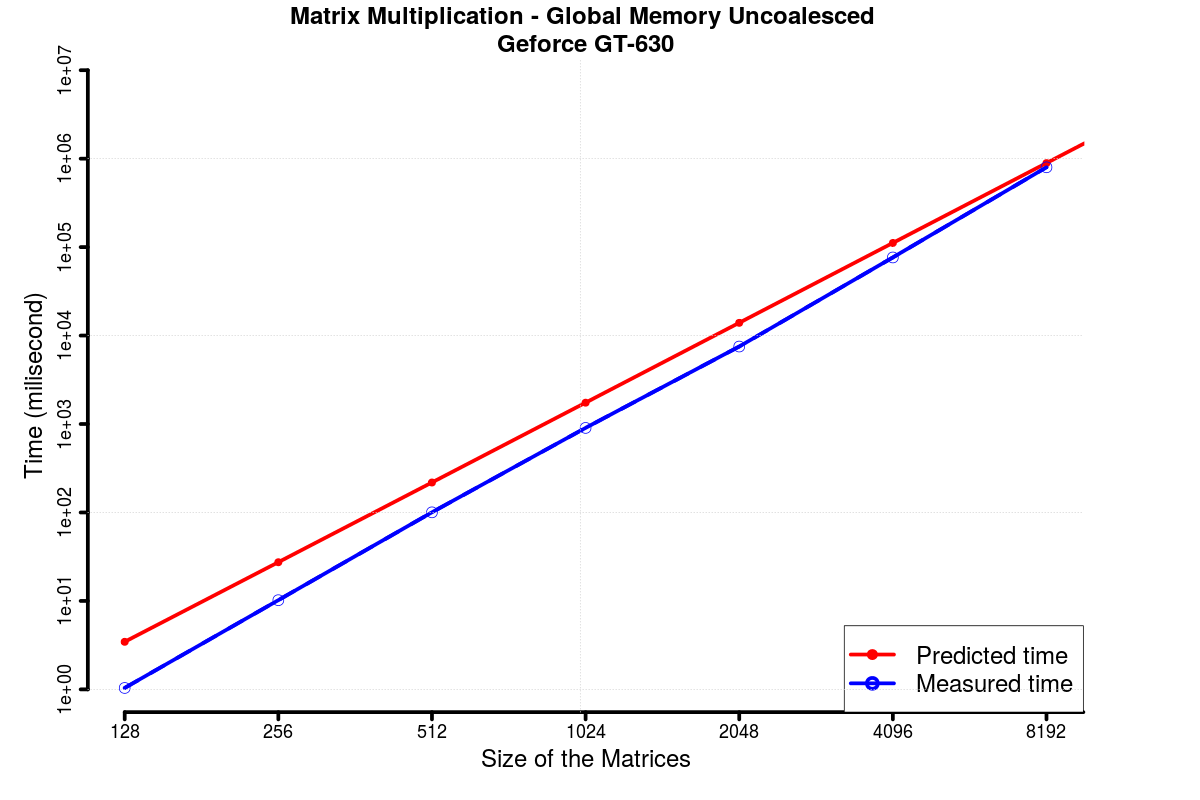 Matrix Multiplication - Global Memory Uncoalesced
Geforce GT-630
1e+07
1e+06
1e+05
1e+04
1e+03
1e+02
1e+01
1e+00
Time (milisecond)
Predicted time
Measured time
128 256 512 1024 2048 4096 8192
Size of the Matrices